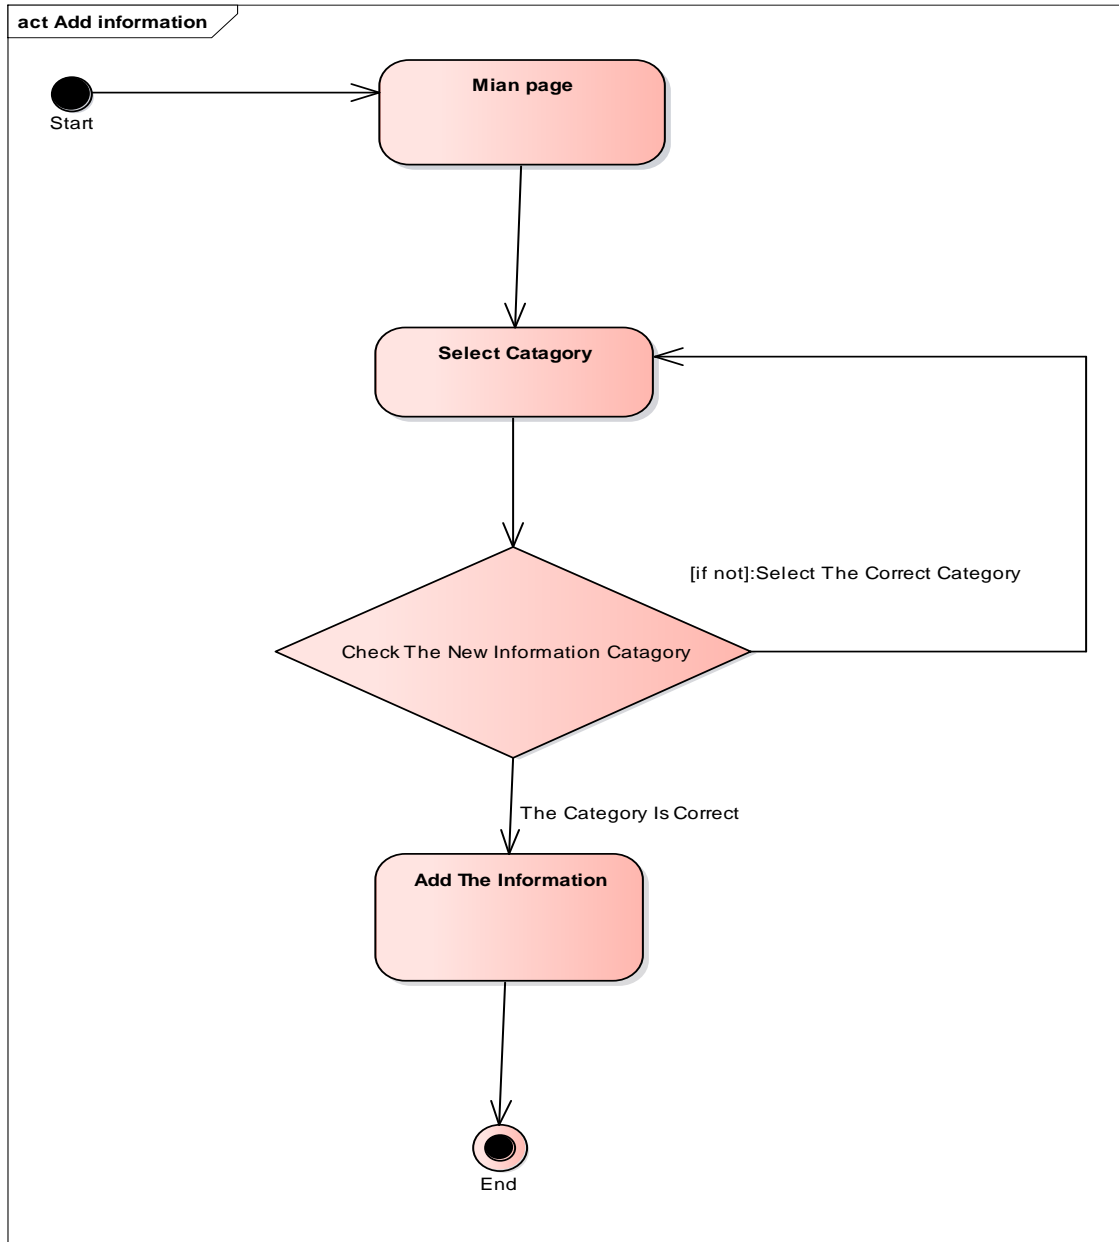 act Add information
Mian page
Start
Select Catagory
[if not]:Select The Correct Category
Check The New Information Catagory
The Category Is Correct
Add The Information
End